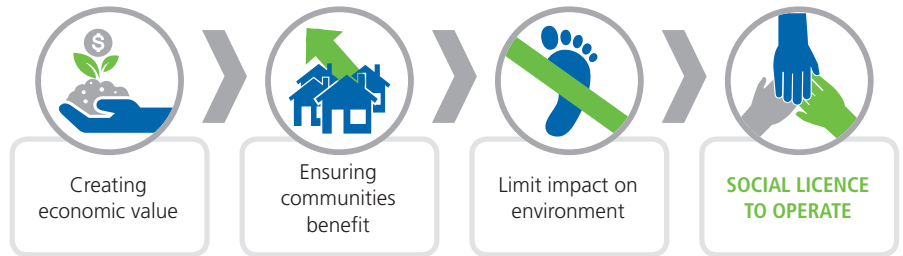 $
Creating
economic value
Ensuring
communities
benefit
Limit impact on
environment
SOCIAL LICENCE
TO OPERATE